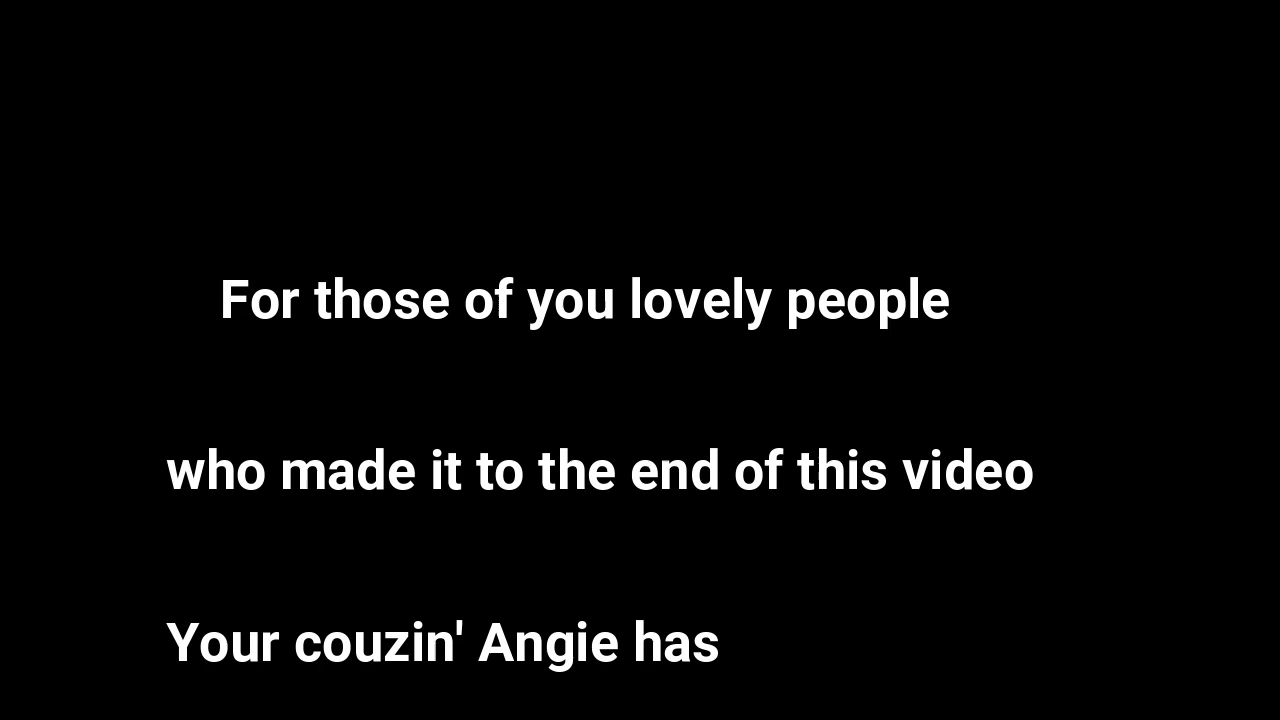 For those of you lovely people
who made it to the end of this video
Your couzin' Angie has